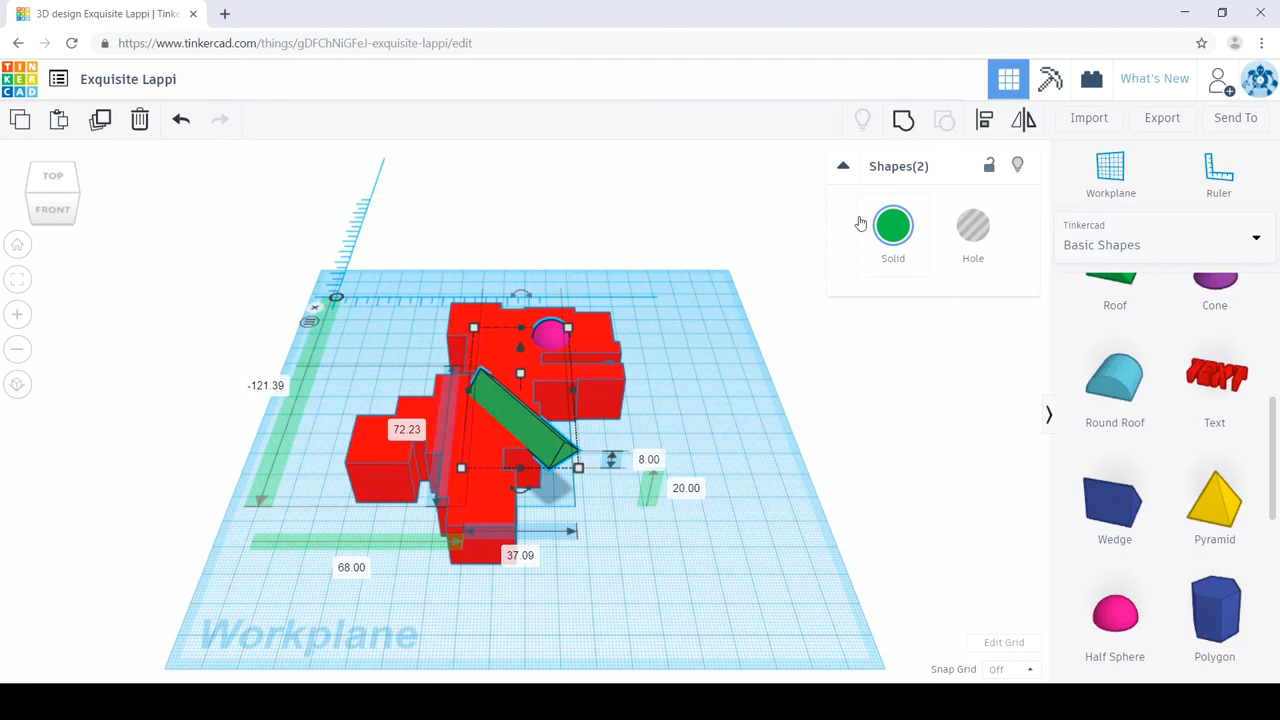 3D design Exquisite Lappi | Tinke
https://www.tinkercad.com/things/gDFChNiGFeJ-exquisite-lappi/edit
TIN
KER
CAD
Exquisite Lappi
What's New
Import
Export
Send To
TOP
FRONT
Shapes(2)
Solid
Hole
Workplane
Ruler
Tinkercad
Basic Shapes
Roof
Cone
Round Roof
Text
TEXT
Wedge
Pyramid
Half Sphere
Polygon
-121.39
72.23
8.00
20.00
37.09
68.00
Workplane
Edit Grid
Snap Grid
Off